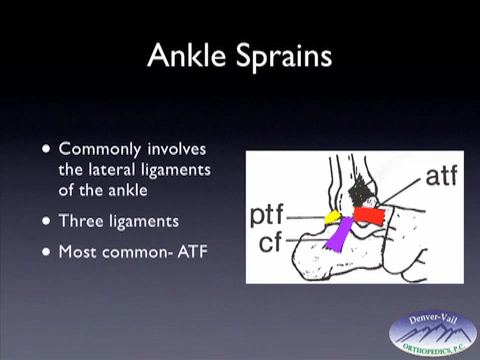 Ankle Sprains
• Commonly involves
the lateral ligaments
of the ankle
• Three ligaments
• Most common- ATF
atf
ptf
cf
Denver-Vail
ORTHOPEDICS, P.C.